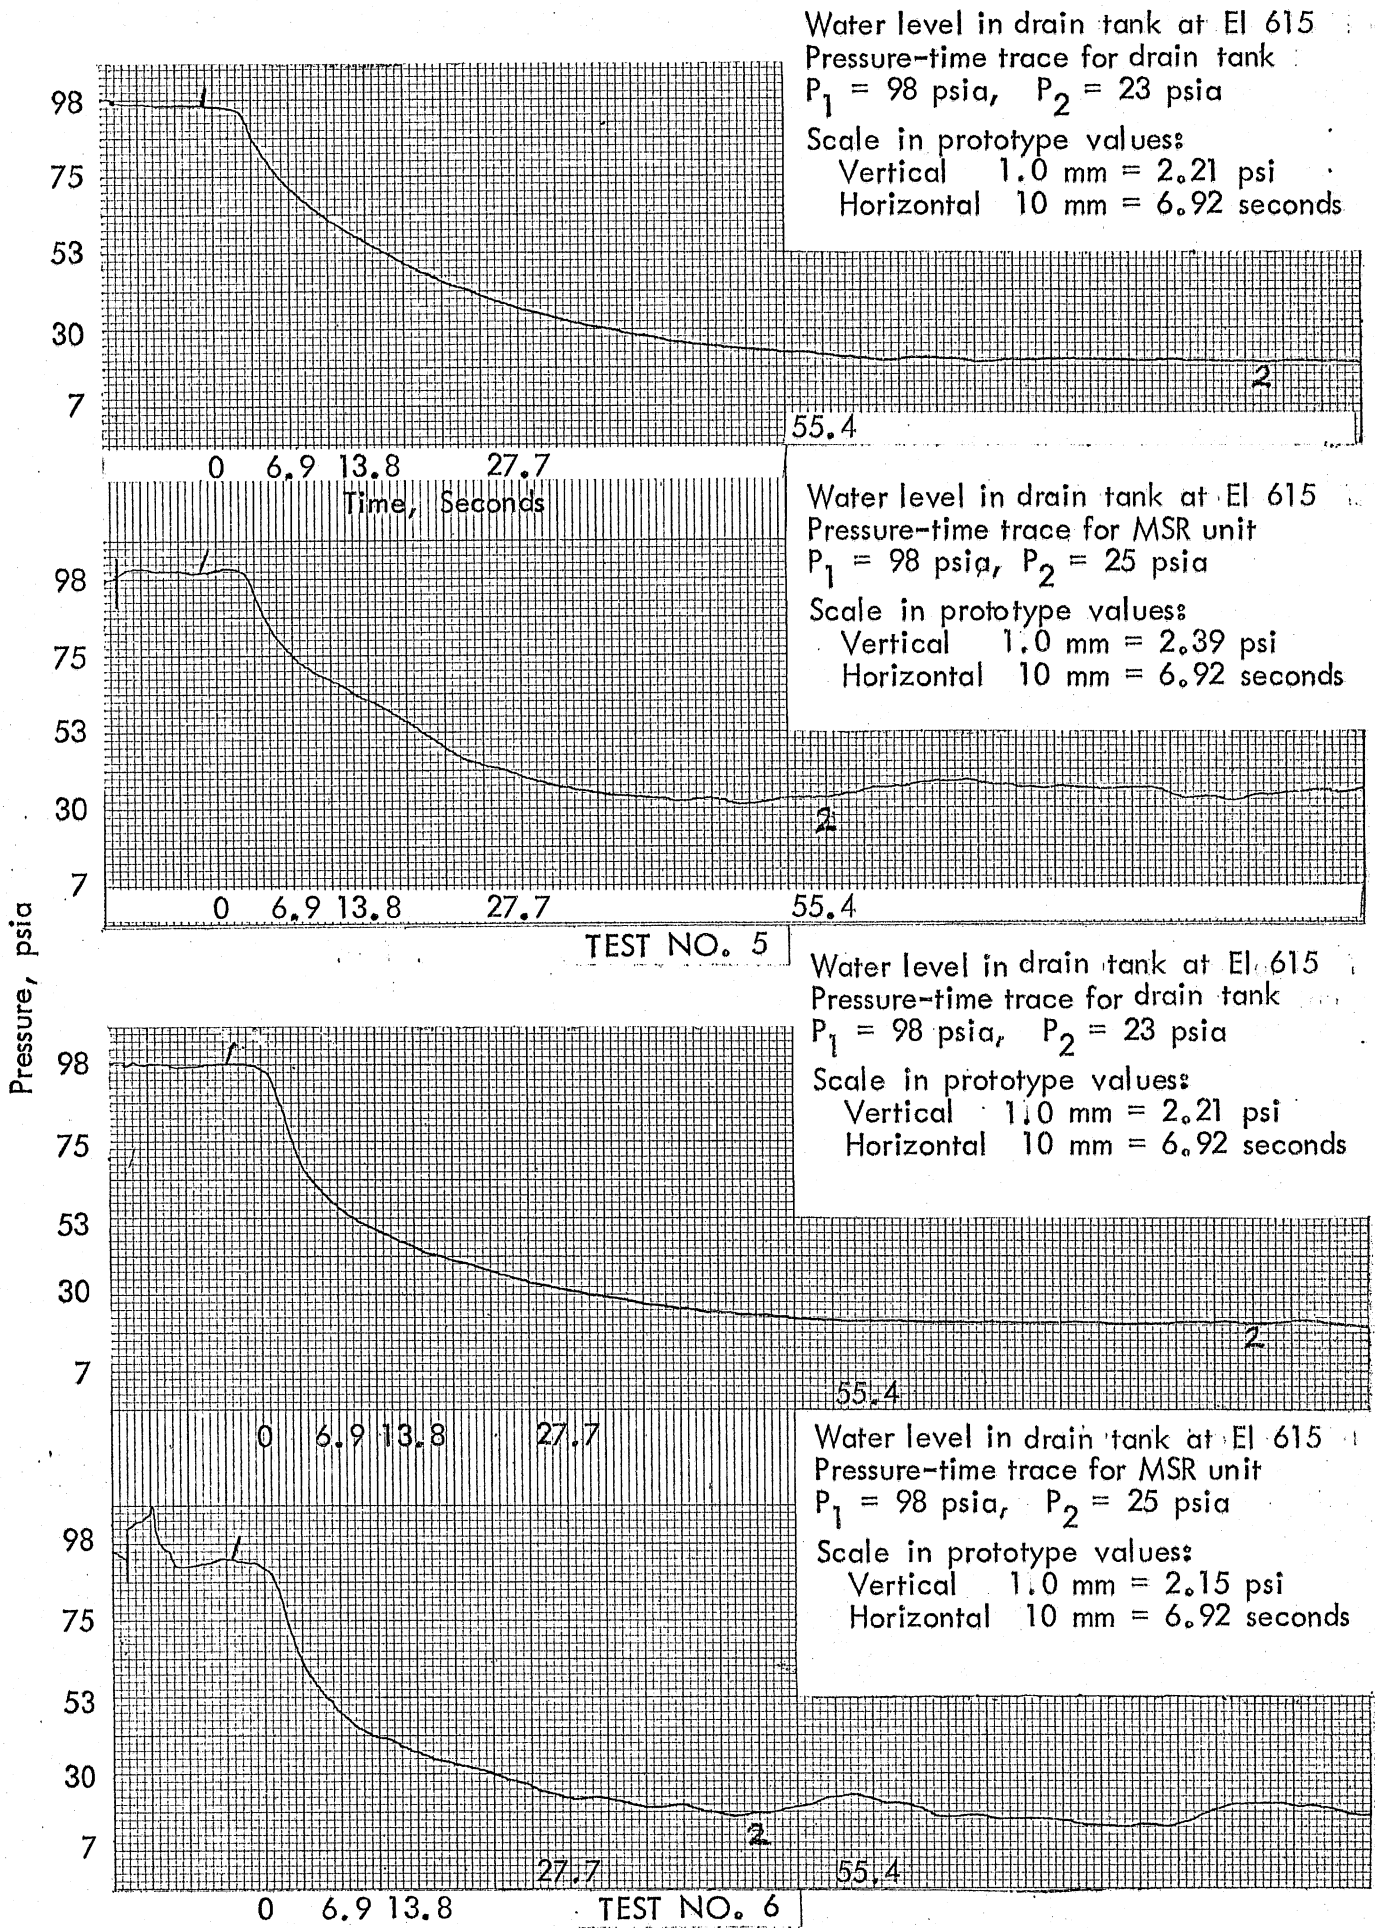 Water level in drain tank at El 615
Pressure-time trace for drain tank
P1 = 98 psia, P2 = 23 psia
Scale in prototype values:
Vertical 1.0 mm = 2.21 psi
Horizontal 10 mm = 6.92 seconds
1
98
75
53
30
7
2
55.4
0 6.9 13.8 27.7
Time, Seconds
Water level in drain tank at El 615
Pressure-time trace for MSR unit
P1 = 98 psia, P2 = 25 psia
Scale in prototype values:
Vertical 1.0 mm = 2.39 psi
Horizontal 10 mm = 6.92 seconds
1
98
75
53
30
7
2
0 6.9 13.8 27.7 55.4
TEST NO. 5
Pressure, psia
Water level in drain tank at El 615
Pressure-time trace for drain tank
P1 = 98 psia, P2 = 23 psia
Scale in prototype values:
Vertical 1.0 mm = 2.21 psi
Horizontal 10 mm = 6.92 seconds
1
98
75
53
30
7
2
55.4
0 6.9 13.8 27.7
Water level in drain tank at El 615
Pressure-time trace for MSR unit
P1 = 98 psia, P2 = 25 psia
Scale in prototype values:
Vertical 1.0 mm = 2.15 psi
Horizontal 10 mm = 6.92 seconds
1
98
75
53
30
7
2
27.7 55.4
0 6.9 13.8
TEST NO. 6